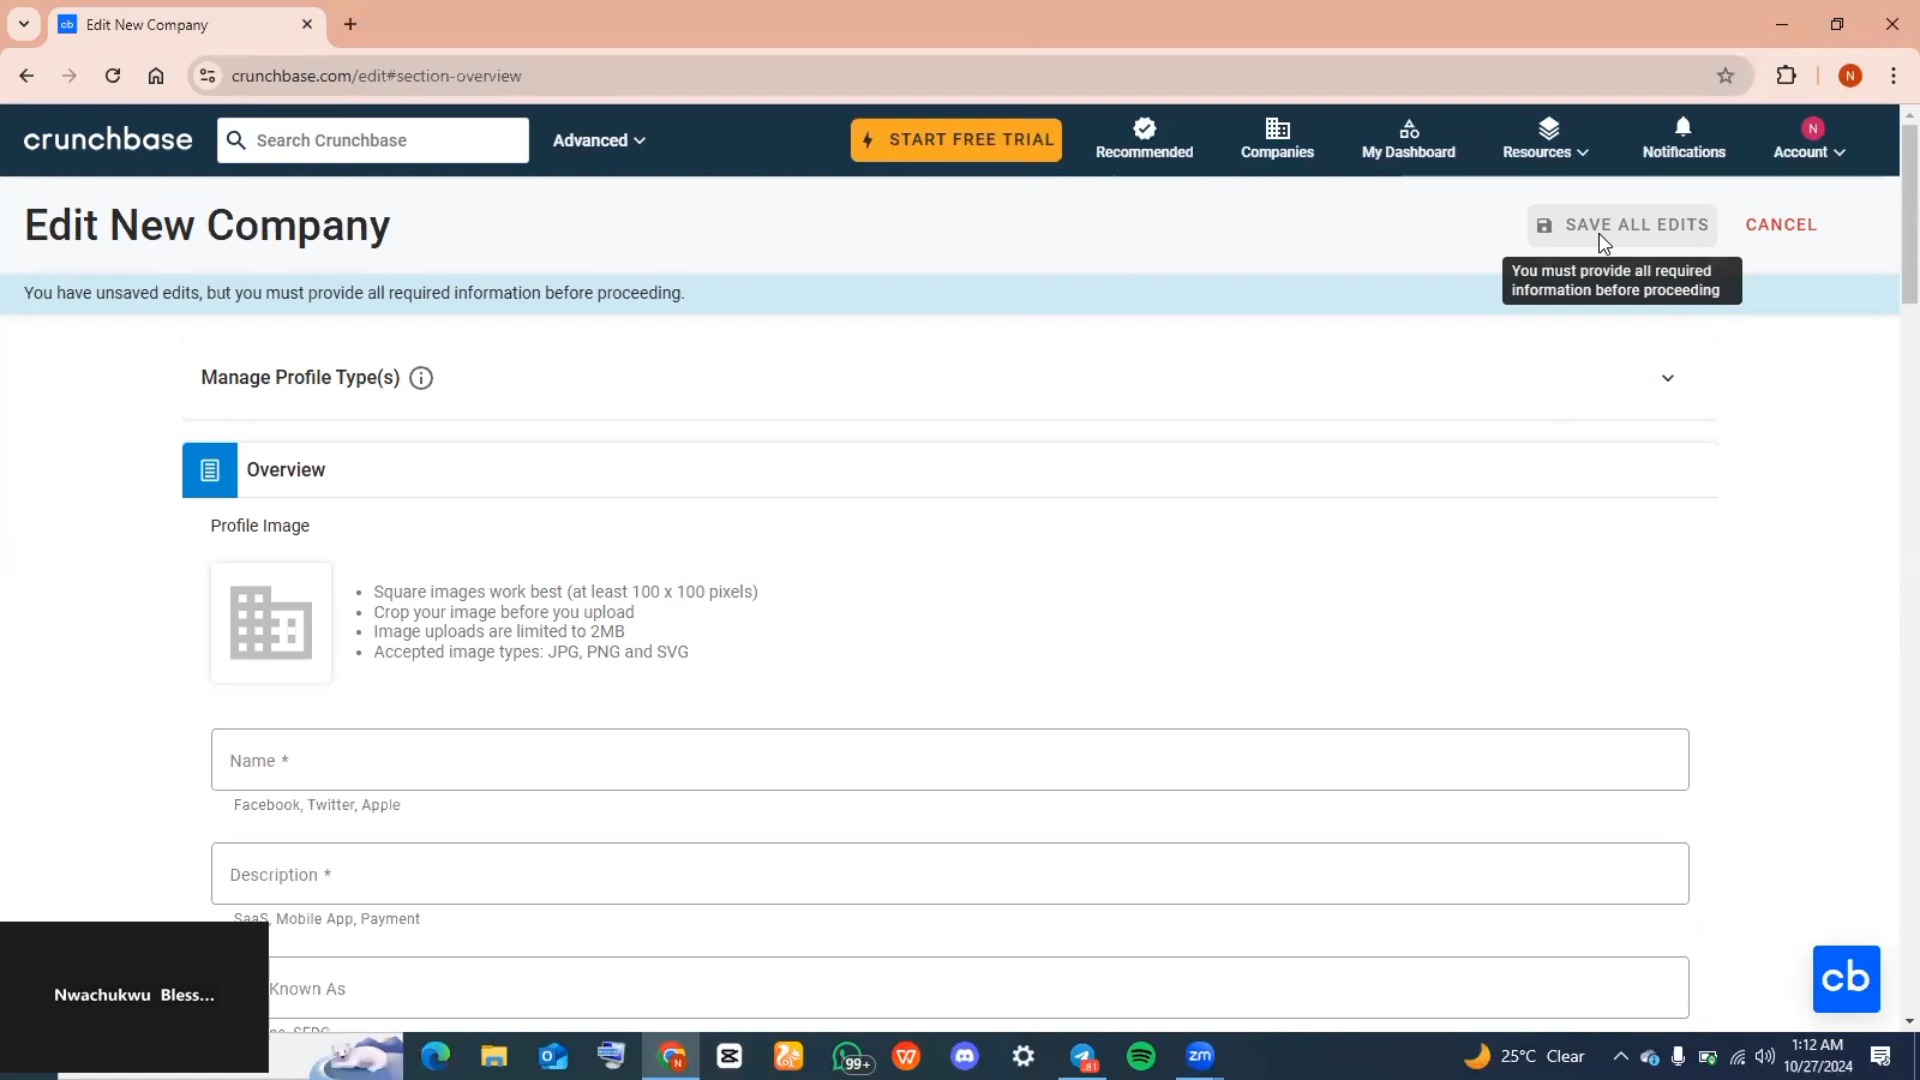 cb Edit New Company
crunchbase.com/edit#section-overview
N
crunchbase
Search Crunchbase
Advanced
START FREE TRIAL
Recommended
Companies
My Dashboard
Resources
Notifications
N
Account
Edit New Company
SAVE ALL EDITS
CANCEL
You must provide all required
information before proceeding
You have unsaved edits, but you must provide all required information before proceeding.
Manage Profile Type(s)
Overview
Profile Image
Square images work best (at least 100 x 100 pixels)
Crop your image before you upload
Image uploads are limited to 2MB
Accepted image types: JPG, PNG and SVG
Name *
Facebook, Twitter, Apple
Description *
SaaS, Mobile App, Payment
Known As
Nwachukwu Bless...
cb
99+
81
zm
25°C Clear
1:12 AM
10/27/2024